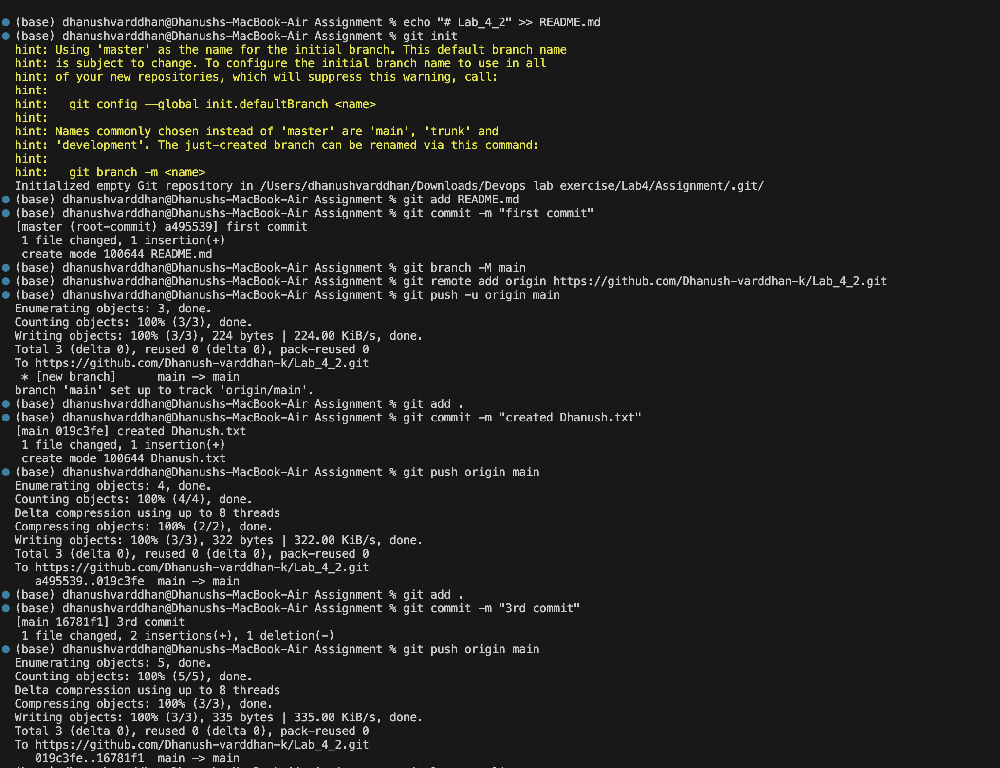 (base) dhanushvarddhan@Dhanushs-MacBook-Air Assignment % echo "# Lab_4_2" >> README.md
(base) dhanushvarddhan@Dhanushs-MacBook-Air Assignment % git init
hint: Using 'master' as the name for the initial branch. This default branch name
hint: is subject to change. To configure the initial branch name to use in all
hint: of your new repositories, which will suppress this warning, call:
hint:
hint:   git config --global init.defaultBranch <name>
hint:
hint: Names commonly chosen instead of 'master' are 'main', 'trunk' and
hint: 'development'. The just-created branch can be renamed via this command:
hint:
hint:   git branch -m <name>
Initialized empty Git repository in /Users/dhanushvarddhan/Downloads/Devops lab exercise/Lab4/Assignment/.git/
(base) dhanushvarddhan@Dhanushs-MacBook-Air Assignment % git add README.md
(base) dhanushvarddhan@Dhanushs-MacBook-Air Assignment % git commit -m "first commit"
[master (root-commit) a495539] first commit
 1 file changed, 1 insertion(+)
 create mode 100644 README.md
(base) dhanushvarddhan@Dhanushs-MacBook-Air Assignment % git branch -M main
(base) dhanushvarddhan@Dhanushs-MacBook-Air Assignment % git remote add origin https://github.com/Dhanush-varddhan-k/Lab_4_2.git
(base) dhanushvarddhan@Dhanushs-MacBook-Air Assignment % git push -u origin main
Enumerating objects: 3, done.
Counting objects: 100% (3/3), done.
Writing objects: 100% (3/3), 224 bytes | 224.00 KiB/s, done.
Total 3 (delta 0), reused 0 (delta 0), pack-reused 0
To https://github.com/Dhanush-varddhan-k/Lab_4_2.git
 * [new branch]      main -> main
branch 'main' set up to track 'origin/main'.
(base) dhanushvarddhan@Dhanushs-MacBook-Air Assignment % git add .
(base) dhanushvarddhan@Dhanushs-MacBook-Air Assignment % git commit -m "created Dhanush.txt"
[main 019c3fe] created Dhanush.txt
 1 file changed, 1 insertion(+)
 create mode 100644 Dhanush.txt
(base) dhanushvarddhan@Dhanushs-MacBook-Air Assignment % git push origin main
Enumerating objects: 4, done.
Counting objects: 100% (4/4), done.
Delta compression using up to 8 threads
Compressing objects: 100% (2/2), done.
Writing objects: 100% (3/3), 322 bytes | 322.00 KiB/s, done.
Total 3 (delta 0), reused 0 (delta 0), pack-reused 0
To https://github.com/Dhanush-varddhan-k/Lab_4_2.git
   a495539..019c3fe  main -> main
(base) dhanushvarddhan@Dhanushs-MacBook-Air Assignment % git add .
(base) dhanushvarddhan@Dhanushs-MacBook-Air Assignment % git commit -m "3rd commit"
[main 16781f1] 3rd commit
 1 file changed, 2 insertions(+), 1 deletion(-)
(base) dhanushvarddhan@Dhanushs-MacBook-Air Assignment % git push origin main
Enumerating objects: 5, done.
Counting objects: 100% (5/5), done.
Delta compression using up to 8 threads
Compressing objects: 100% (3/3), done.
Writing objects: 100% (3/3), 335 bytes | 335.00 KiB/s, done.
Total 3 (delta 0), reused 0 (delta 0), pack-reused 0
To https://github.com/Dhanush-varddhan-k/Lab_4_2.git
   019c3fe..16781f1  main -> main